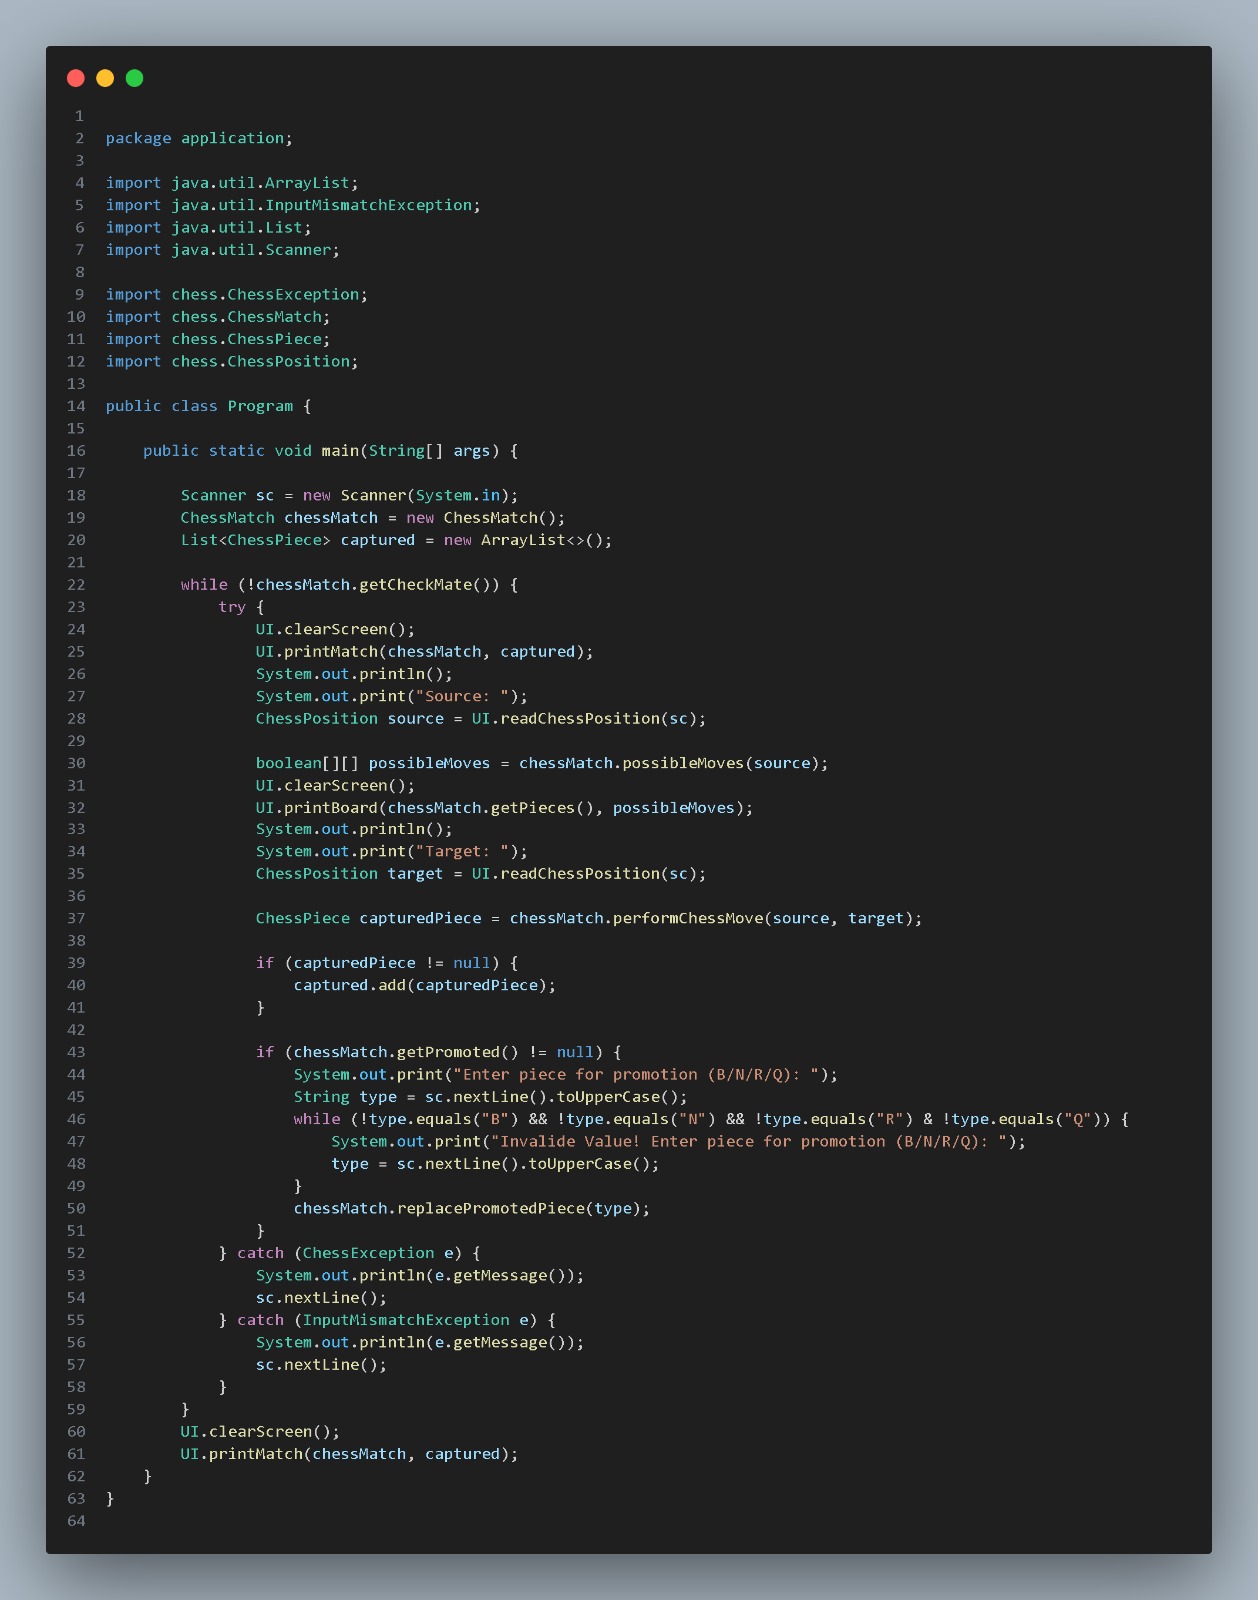 1
2 package application;
3
4 import java.util.ArrayList;
5 import java.util.InputMismatchException;
6 import java.util.List;
7 import java.util.Scanner;
8
9 import chess.ChessException;
10 import chess.ChessMatch;
11 import chess.ChessPiece;
12 import chess.ChessPosition;
13
14 public class Program {
15
16     public static void main(String[] args) {
17
18         Scanner sc = new Scanner(System.in);
19         ChessMatch chessMatch = new ChessMatch();
20         List<ChessPiece> captured = new ArrayList<>();
21
22         while (!chessMatch.getCheckMate()) {
23             try {
24                 UI.clearScreen();
25                 UI.printMatch(chessMatch, captured);
26                 System.out.println();
27                 System.out.print("Source: ");
28                 ChessPosition source = UI.readChessPosition(sc);
29
30                 boolean[][] possibleMoves = chessMatch.possibleMoves(source);
31                 UI.clearScreen();
32                 UI.printBoard(chessMatch.getPieces(), possibleMoves);
33                 System.out.println();
34                 System.out.print("Target: ");
35                 ChessPosition target = UI.readChessPosition(sc);
36
37                 ChessPiece capturedPiece = chessMatch.performChessMove(source, target);
38
39                 if (capturedPiece != null) {
40                     captured.add(capturedPiece);
41                 }
42
43                 if (chessMatch.getPromoted() != null) {
44                     System.out.print("Enter piece for promotion (B/N/R/Q): ");
45                     String type = sc.nextLine().toUpperCase();
46                     while (!type.equals("B") && !type.equals("N") && !type.equals("R") & !type.equals("Q")) {
47                         System.out.print("Invalide Value! Enter piece for promotion (B/N/R/Q): ");
48                         type = sc.nextLine().toUpperCase();
49                     }
50                     chessMatch.replacePromotedPiece(type);
51                 }
52             } catch (ChessException e) {
53                 System.out.println(e.getMessage());
54                 sc.nextLine();
55             } catch (InputMismatchException e) {
56                 System.out.println(e.getMessage());
57                 sc.nextLine();
58             }
59         }
60         UI.clearScreen();
61         UI.printMatch(chessMatch, captured);
62     }
63 }
64